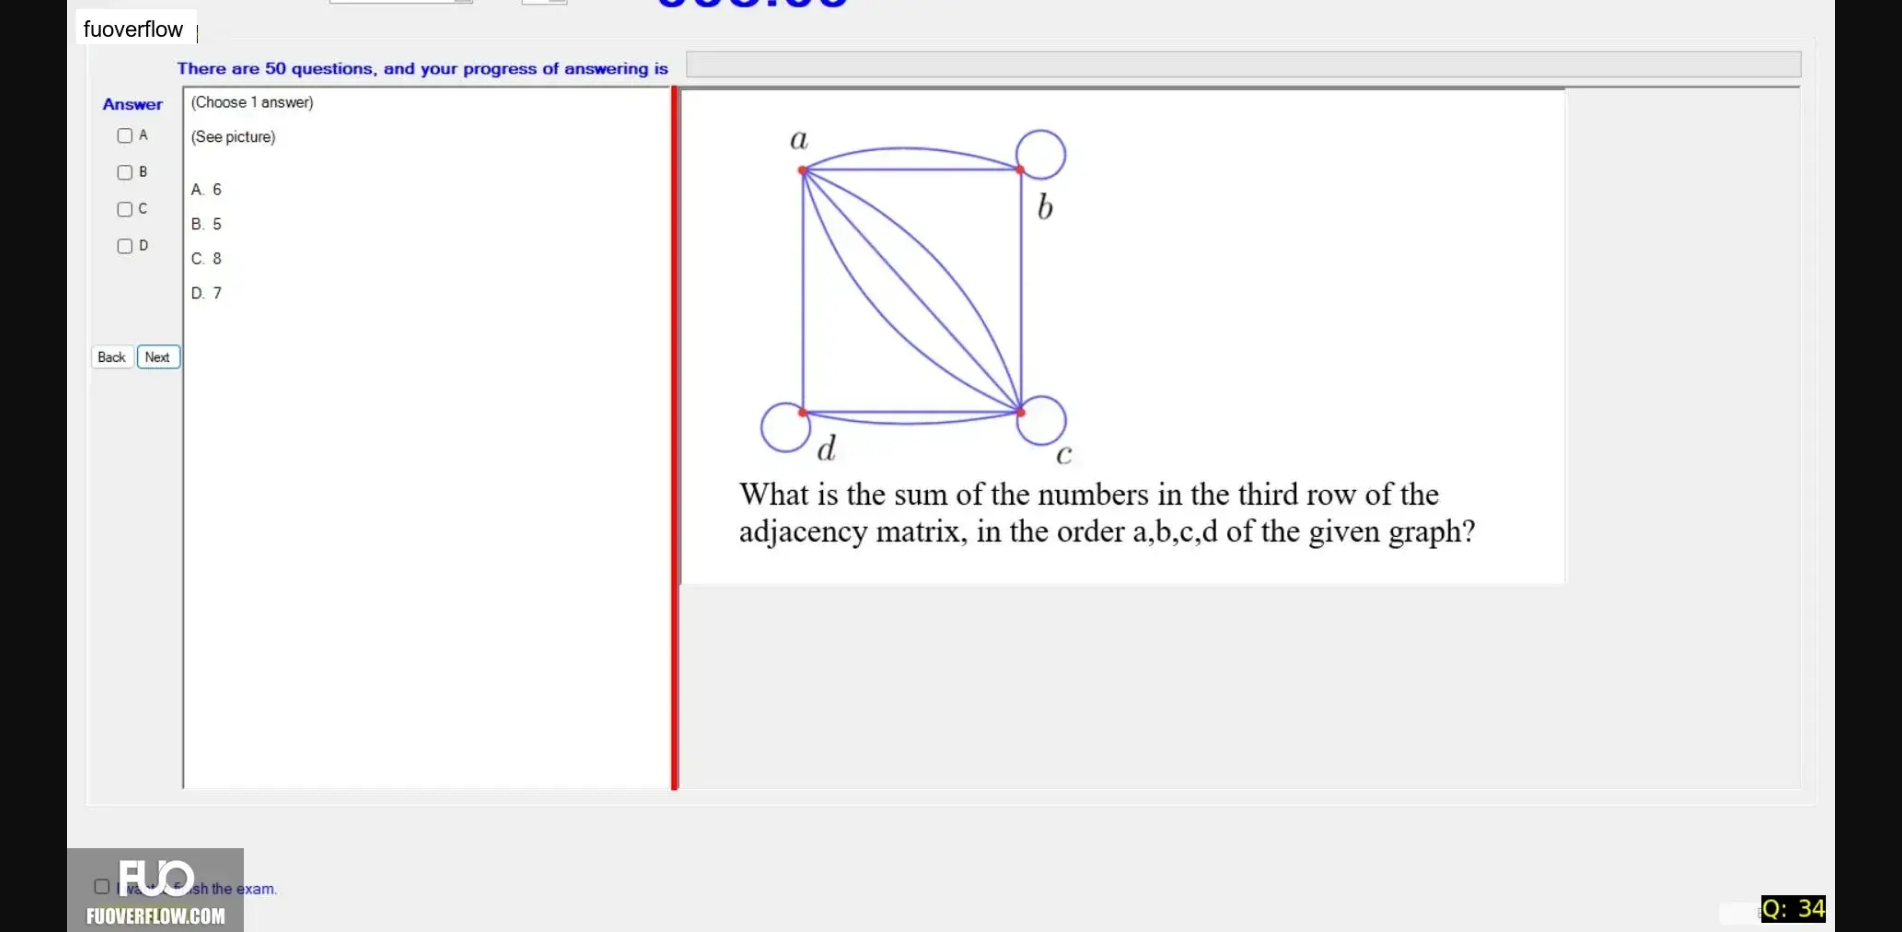 fuoverflow
There are 50 questions, and your progress of answering is
Answer
(Choose 1 answer)
A
(See picture)
B
A. 6
C
B. 5
D
C. 8
D. 7
Back Next
a
b
d
c
What is the sum of the numbers in the third row of the
adjacency matrix, in the order a,b,c,d of the given graph?
FUO
the exam.
FUOVERFLOW.COM
Q: 34